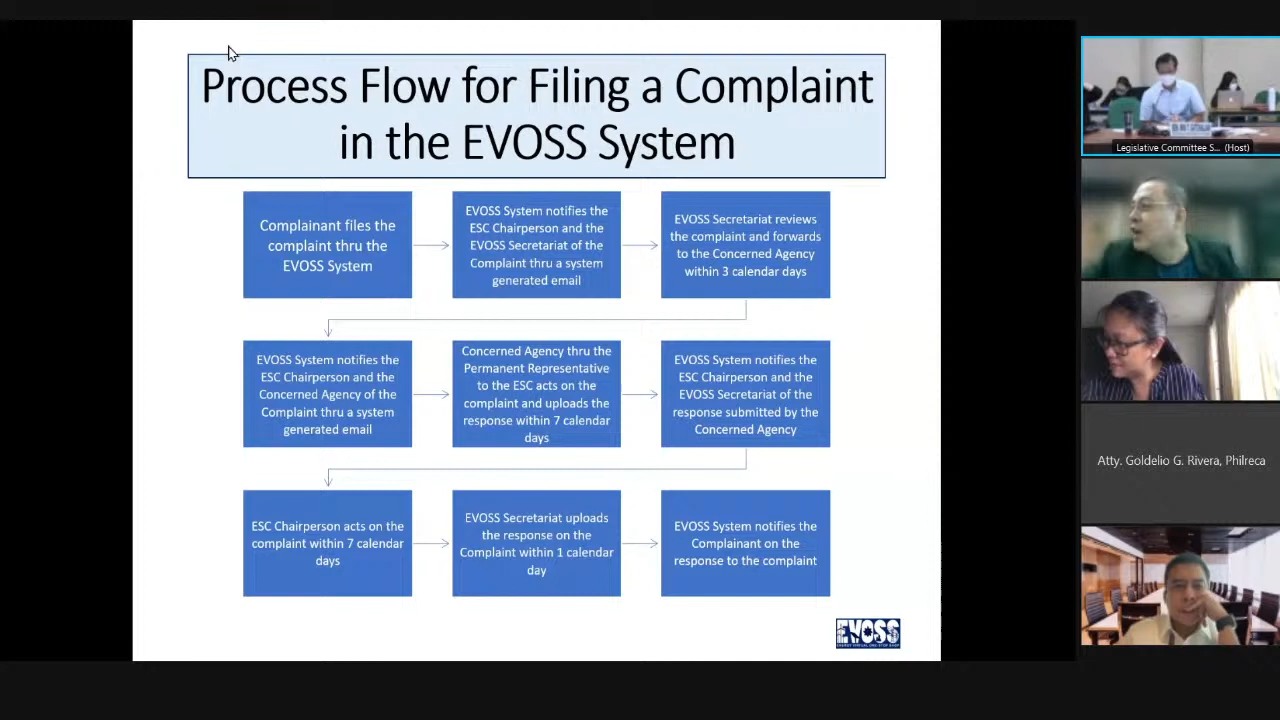 Process Flow for Filing a Complaint
in the EVOSS System
Complainant files the
complaint thru the
EVOSS System
EVOSS System notifies the
ESC Chairperson and the
EVOSS Secretariat of the
Complaint thru a system
generated email
EVOSS Secretariat reviews
the complaint and forwards
to the Concerned Agency
within 3 calendar days
EVOSS System notifies the
ESC Chairperson and the
Concerned Agency of the
Complaint thru a system
generated email
Concerned Agency thru the
Permanent Representative
to the ESC acts on the
complaint and uploads the
response within 7 calendar
days
EVOSS System notifies the
ESC Chairperson and the
EVOSS Secretariat of the
response submitted by the
Concerned Agency
ESC Chairperson acts on the
complaint within 7 calendar
days
EVOSS Secretariat uploads
the response on the
Complaint within 1 calendar
day
EVOSS System notifies the
Complainant on the
response to the complaint
EVOSS
ENERGY VIRTUAL ONE STOP SHOP
Legislative Committee S... (Host)
Atty. Goldelio G. Rivera, Philreca